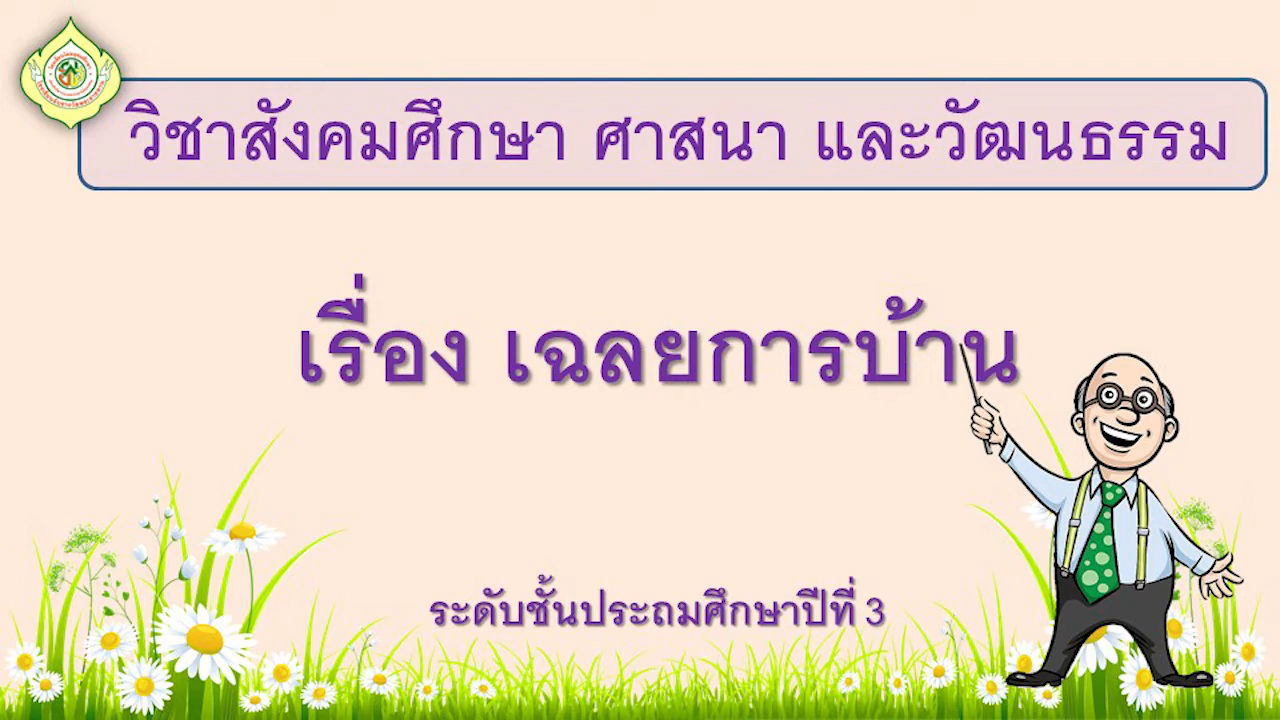 วิชาสังคมศึกษา ศาสนา และวัฒนธรรม
เรื่อง เฉลยการบ้าน
ระดับชั้นประถมศึกษาปีที่ 3